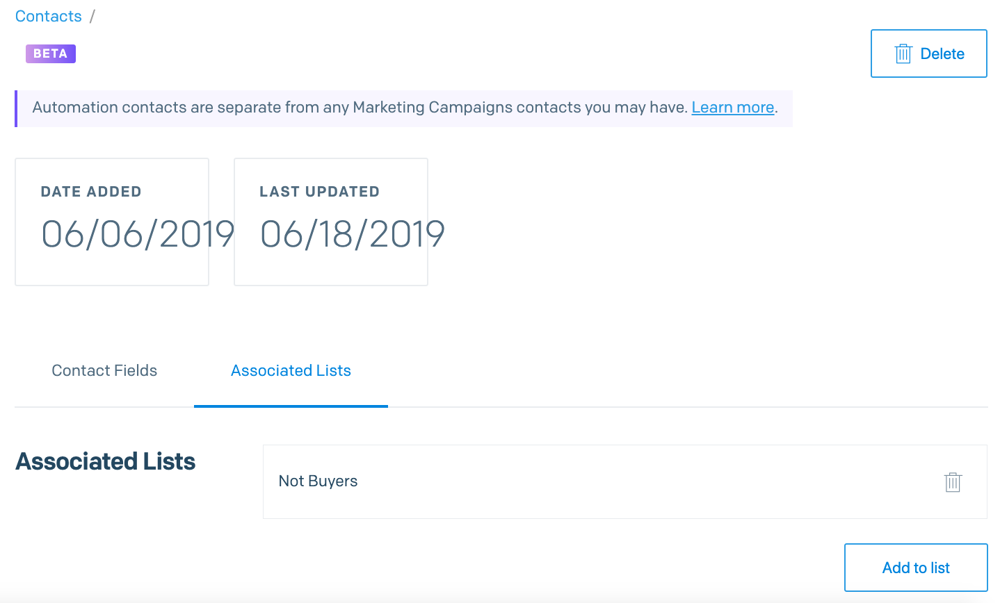 Contacts /
BETA
Delete
Automation contacts are separate from any Marketing Campaigns contacts you may have. Learn more.
DATE ADDED
06/06/2019
LAST UPDATED
06/18/2019
Contact Fields
Associated Lists
Associated Lists
Not Buyers
Add to list